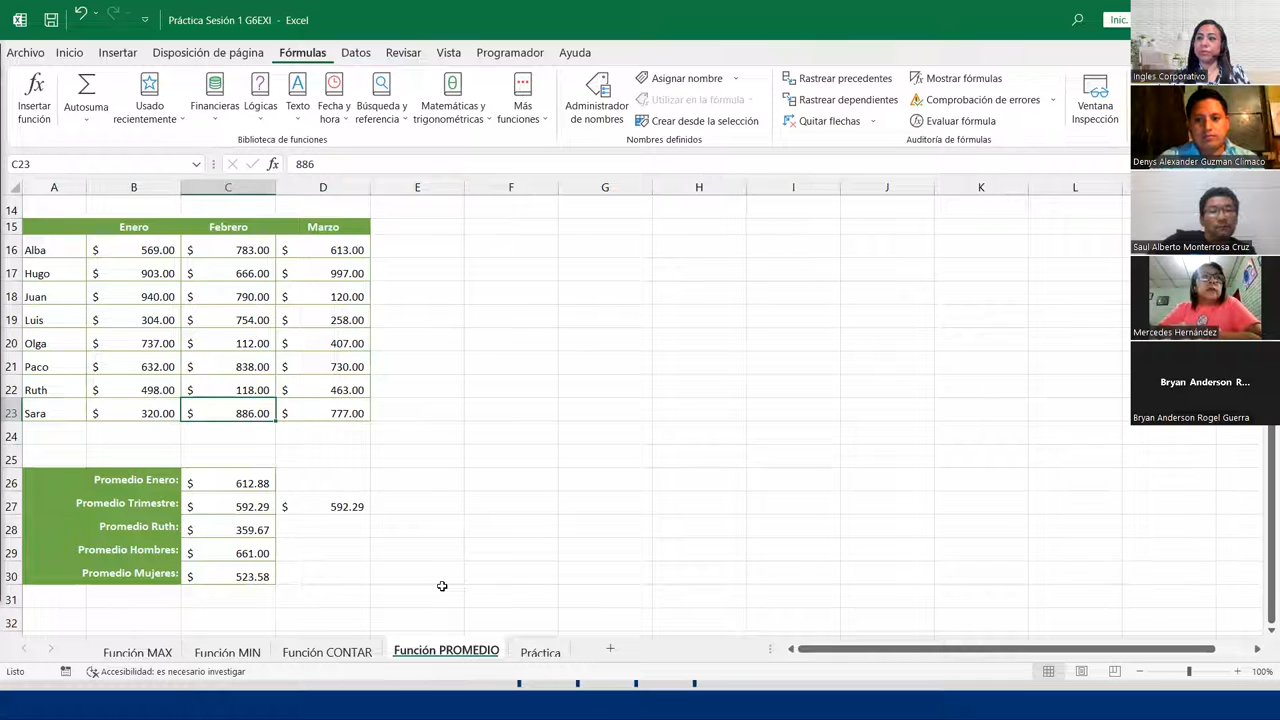 Práctica Sesión 1 G6EXI - Excel
Inic.
Archivo Inicio Insertar Disposición de página Fórmulas Datos Revisar Vista Programador Ayuda
Insertar función
Autosuma
Usado recientemente
Financieras
Lógicas
Texto
Fecha y hora
Búsqueda y referencia
Matemáticas y trigonométricas
Más funciones
Biblioteca de funciones
Administrador de nombres
Asignar nombre
Utilizar en la fórmula
Crear desde la selección
Nombres definidos
Rastrear precedentes
Rastrear dependientes
Quitar flechas
Mostrar fórmulas
Comprobación de errores
Evaluar fórmula
Auditoría de fórmulas
Ventana Inspección
C23 fx 886
A B C D E F G H I J K L
14
15 Enero Febrero Marzo
16 Alba $ 569.00 $ 783.00 $ 613.00
17 Hugo $ 903.00 $ 666.00 $ 997.00
18 Juan $ 940.00 $ 790.00 $ 120.00
19 Luis $ 304.00 $ 754.00 $ 258.00
20 Olga $ 737.00 $ 112.00 $ 407.00
21 Paco $ 632.00 $ 838.00 $ 730.00
22 Ruth $ 498.00 $ 118.00 $ 463.00
23 Sara $ 320.00 $ 886.00 $ 777.00
24
25
26 Promedio Enero: $ 612.88
27 Promedio Trimestre: $ 592.29 $ 592.29
28 Promedio Ruth: $ 359.67
29 Promedio Hombres: $ 661.00
30 Promedio Mujeres: $ 523.58
31
32
Función MAX Función MIN Función CONTAR Función PROMEDIO Práctica
Listo Accesibilidad: es necesario investigar 100%
Ingles Corporativo
Denys Alexander Guzman Climaco
Saul Alberto Monterrosa Cruz
Mercedes Hernández
Bryan Anderson R...
Bryan Anderson Rogel Guerra